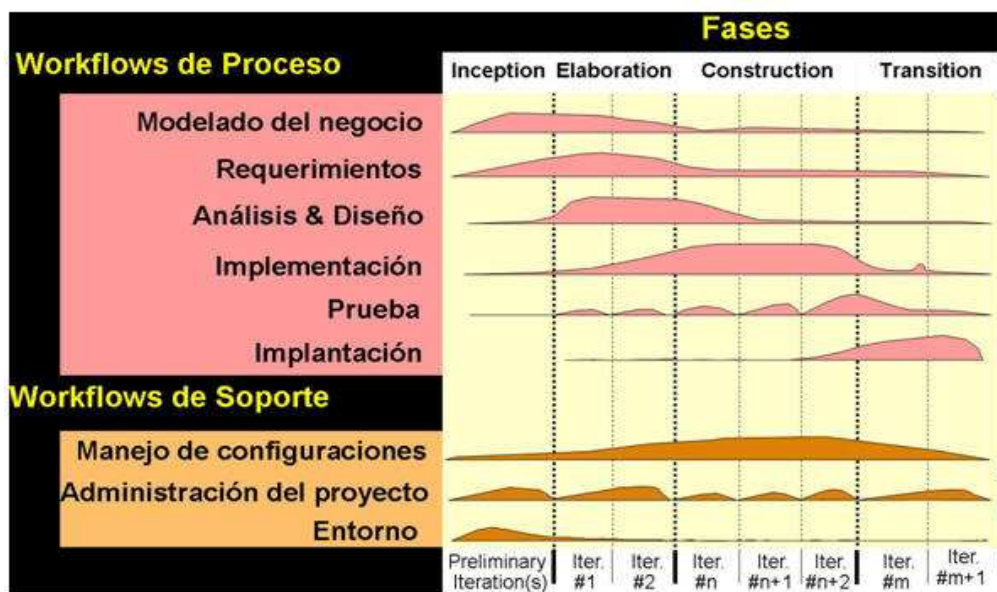 Fases
Workflows de Proceso
Inception Elaboration Construction Transition
Modelado del negocio
Requerimientos
Análisis & Diseño
Implementación
Prueba
Implantación
Workflows de Soporte
Manejo de configuraciones
Administración del proyecto
Entorno
Preliminary Iter. Iter. Iter. Iter. Iter. Iter. Iter.
Iteration(s) #1 #2 #n #n+1 #n+2 #m #m+1